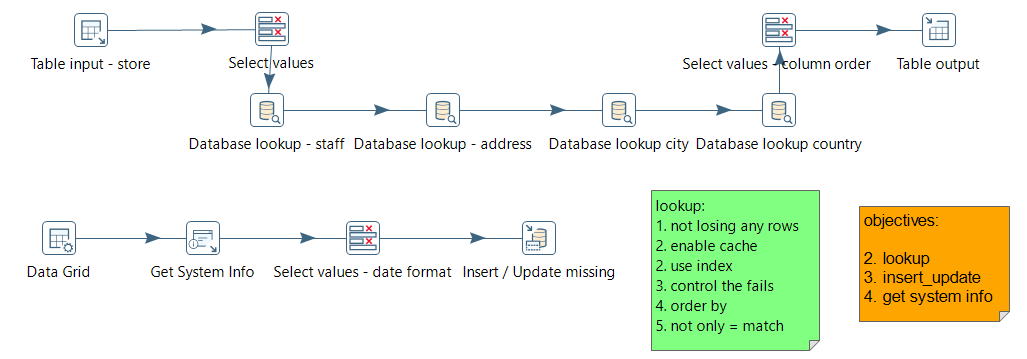 Table input - store
Select values
Select values - column order
Table output
Database lookup - staff
Database lookup - address
Database lookup city
Database lookup country
Data Grid
Get System Info
Select values - date format
Insert / Update missing
lookup:
1. not losing any rows
2. enable cache
2. use index
3. control the fails
4. order by
5. not only = match
objectives:
2. lookup
3. insert_update
4. get system info